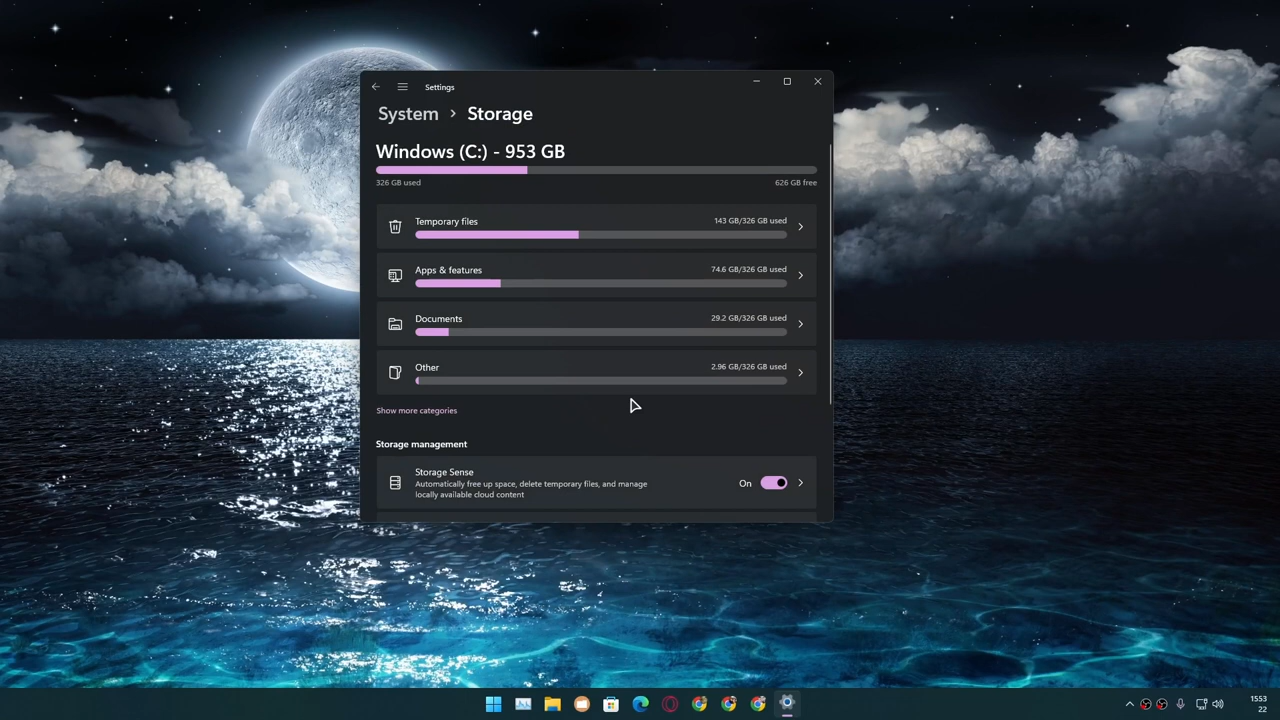 Settings
System > Storage
Windows (C:) - 953 GB
326 GB used
626 GB free
Temporary files
143 GB/326 GB used
Apps & features
74.6 GB/326 GB used
Documents
29.2 GB/326 GB used
Other
2.96 GB/326 GB used
Show more categories
Storage management
Storage Sense
Automatically free up space, delete temporary files, and manage
locally available cloud content
On
1553
22